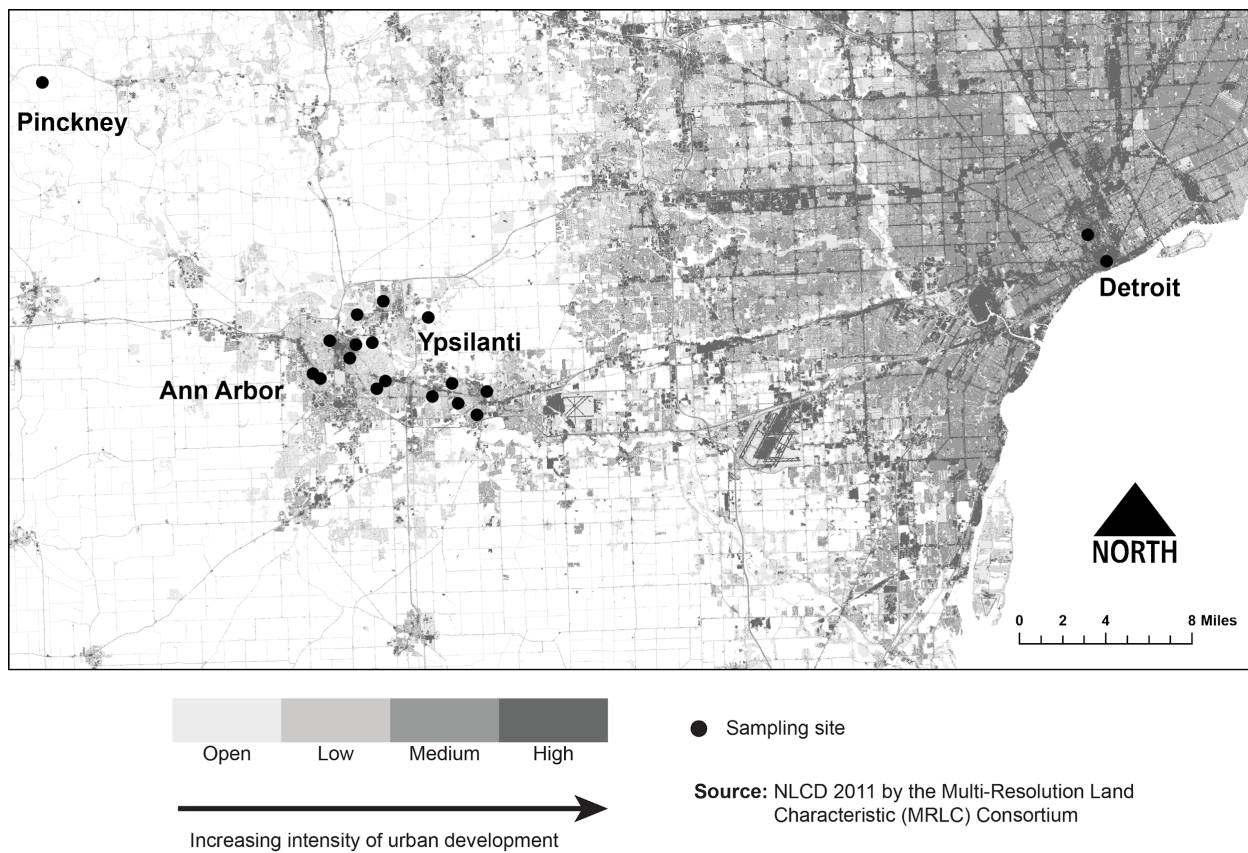 Pinckney
Detroit
Ypsilanti
Ann Arbor
NORTH
0 2 4 8 Miles
Open Low Medium High
Sampling site
Increasing intensity of urban development
Source: NLCD 2011 by the Multi-Resolution Land
Characteristic (MRLC) Consortium